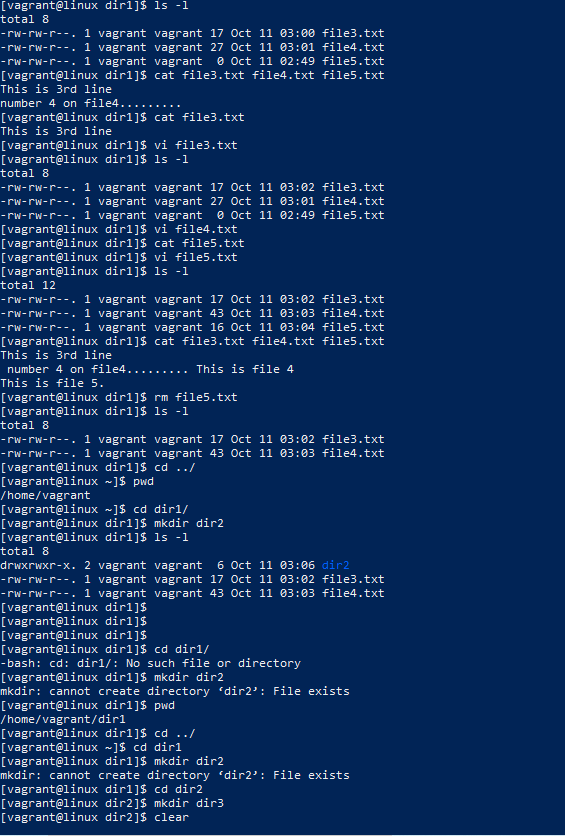 [vagrant@linux dir1]$ ls -l
total 8
-rw-rw-r--. 1 vagrant vagrant 17 Oct 11 03:00 file3.txt
-rw-rw-r--. 1 vagrant vagrant 27 Oct 11 03:01 file4.txt
-rw-rw-r--. 1 vagrant vagrant  0 Oct 11 02:49 file5.txt
[vagrant@linux dir1]$ cat file3.txt file4.txt file5.txt
This is 3rd line
number 4 on file4.........
[vagrant@linux dir1]$ cat file3.txt
This is 3rd line
[vagrant@linux dir1]$ vi file3.txt
[vagrant@linux dir1]$ ls -l
total 8
-rw-rw-r--. 1 vagrant vagrant 17 Oct 11 03:02 file3.txt
-rw-rw-r--. 1 vagrant vagrant 27 Oct 11 03:01 file4.txt
-rw-rw-r--. 1 vagrant vagrant  0 Oct 11 02:49 file5.txt
[vagrant@linux dir1]$ vi file4.txt
[vagrant@linux dir1]$ cat file5.txt
[vagrant@linux dir1]$ vi file5.txt
[vagrant@linux dir1]$ ls -l
total 12
-rw-rw-r--. 1 vagrant vagrant 17 Oct 11 03:02 file3.txt
-rw-rw-r--. 1 vagrant vagrant 43 Oct 11 03:03 file4.txt
-rw-rw-r--. 1 vagrant vagrant 16 Oct 11 03:04 file5.txt
[vagrant@linux dir1]$ cat file3.txt file4.txt file5.txt
This is 3rd line
 number 4 on file4......... This is file 4
This is file 5.
[vagrant@linux dir1]$ rm file5.txt
[vagrant@linux dir1]$ ls -l
total 8
-rw-rw-r--. 1 vagrant vagrant 17 Oct 11 03:02 file3.txt
-rw-rw-r--. 1 vagrant vagrant 43 Oct 11 03:03 file4.txt
[vagrant@linux dir1]$ cd ../
[vagrant@linux ~]$ pwd
/home/vagrant
[vagrant@linux ~]$ cd dir1/
[vagrant@linux dir1]$ mkdir dir2
[vagrant@linux dir1]$ ls -l
total 8
drwxrwxr-x. 2 vagrant vagrant  6 Oct 11 03:06 dir2
-rw-rw-r--. 1 vagrant vagrant 17 Oct 11 03:02 file3.txt
-rw-rw-r--. 1 vagrant vagrant 43 Oct 11 03:03 file4.txt
[vagrant@linux dir1]$
[vagrant@linux dir1]$
[vagrant@linux dir1]$
[vagrant@linux dir1]$ cd dir1/
-bash: cd: dir1/: No such file or directory
[vagrant@linux dir1]$ mkdir dir2
mkdir: cannot create directory ‘dir2’: File exists
[vagrant@linux dir1]$ pwd
/home/vagrant/dir1
[vagrant@linux dir1]$ cd ../
[vagrant@linux ~]$ cd dir1
[vagrant@linux dir1]$ mkdir dir2
mkdir: cannot create directory ‘dir2’: File exists
[vagrant@linux dir1]$ cd dir2
[vagrant@linux dir2]$ mkdir dir3
[vagrant@linux dir2]$ clear